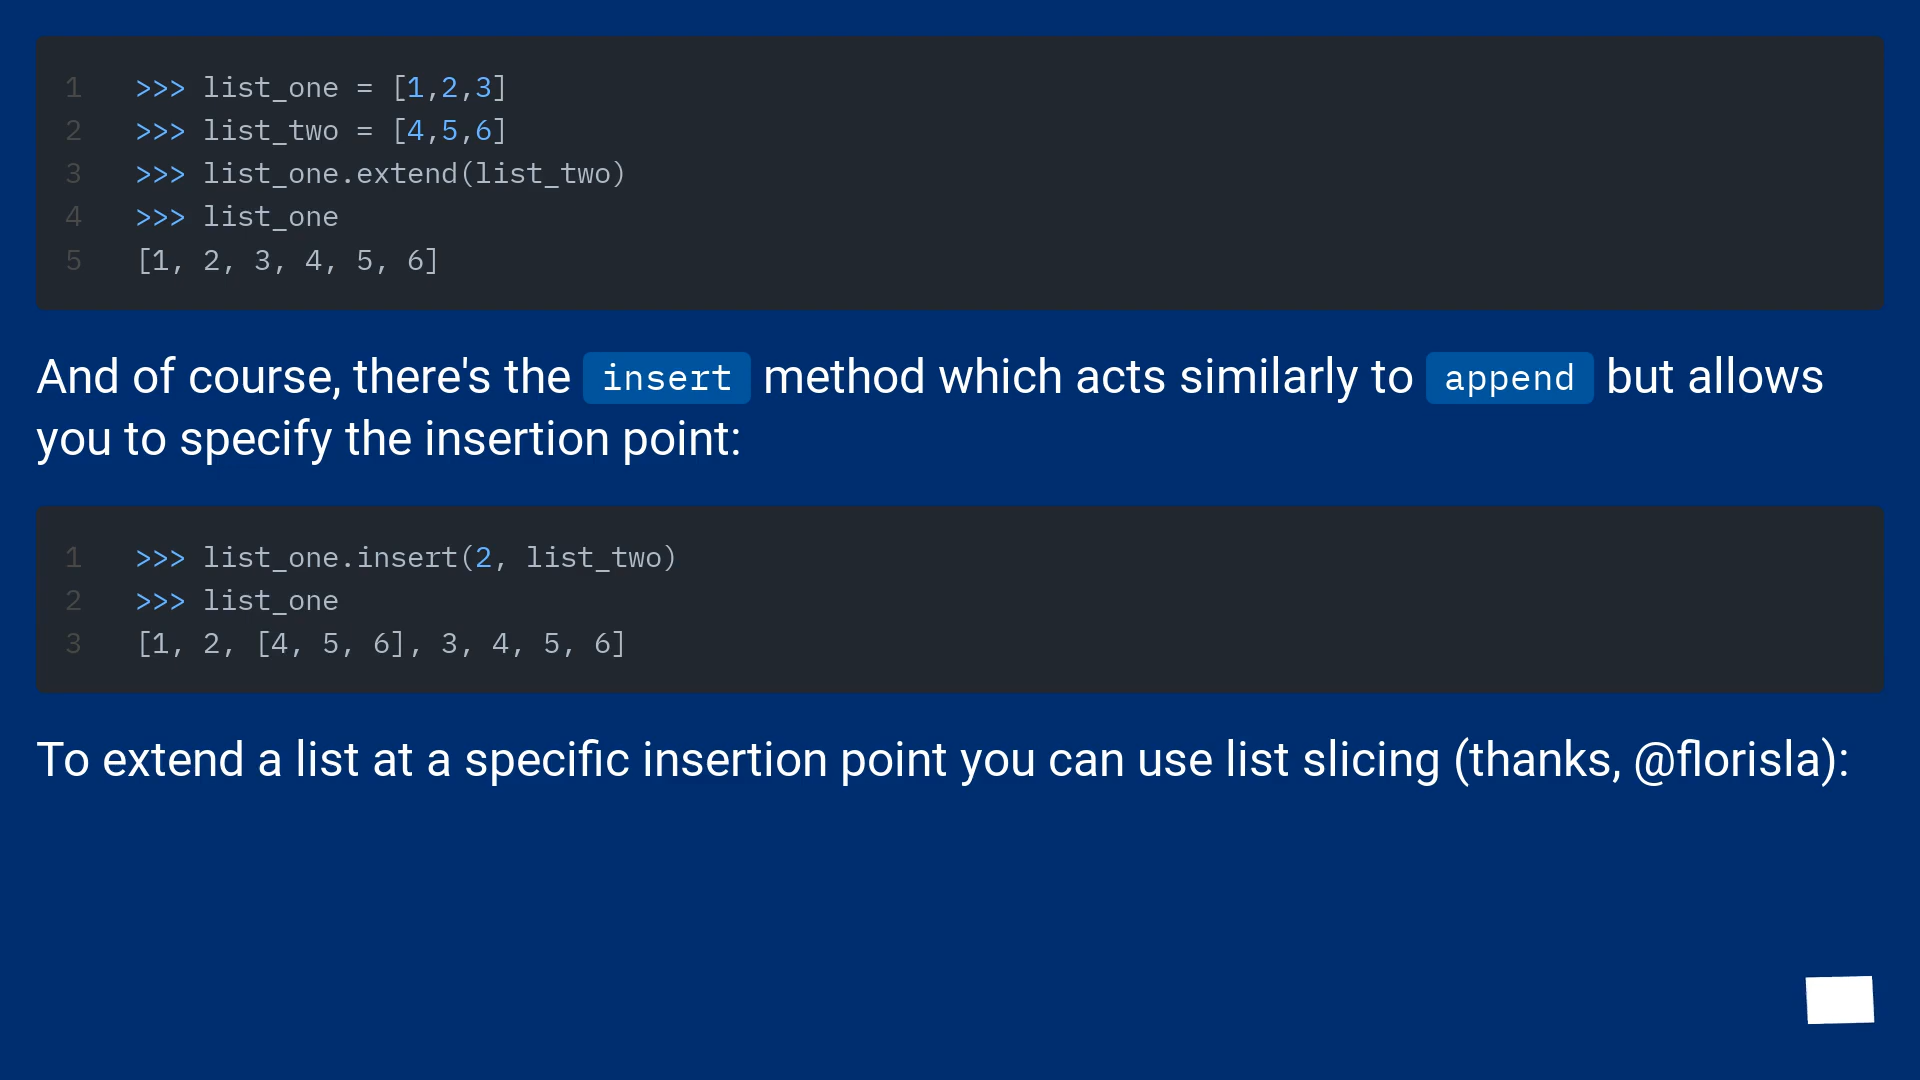 1 >>> list_one = [1,2,3]
2 >>> list_two = [4,5,6]
3 >>> list_one.extend(list_two)
4 >>> list_one
5 [1, 2, 3, 4, 5, 6]
And of course, there's the insert method which acts similarly to append but allows
you to specify the insertion point:
1 >>> list_one.insert(2, list_two)
2 >>> list_one
3 [1, 2, [4, 5, 6], 3, 4, 5, 6]
To extend a list at a specific insertion point you can use list slicing (thanks, @florisla):